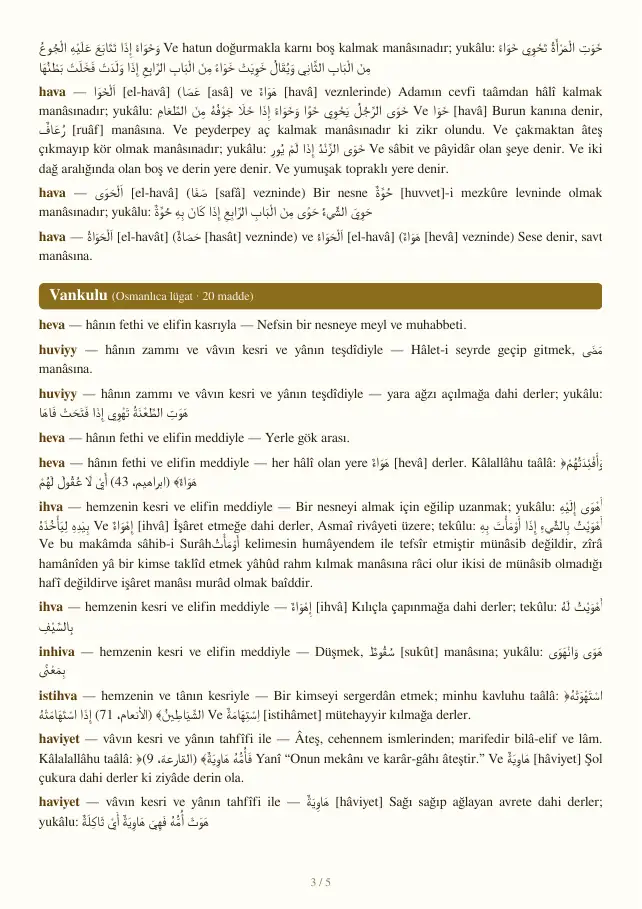 وَحْوَاءً إِذَا تَتَابَعَ عَلَيْهِ الْجُوعُ Ve hatun doğurmakla karnı boş kalmak manâsınadır; yukâlu: خَوَتِ الْمَرْأَةُ تَخْوِي خَوَاءً
مِنَ الْبَابِ الثَّانِي وَيُقَالُ خَوِيَتْ خَوَاءً مِنَ الْبَابِ الرَّابِعِ إِذَا وَلَدَتْ فَخَلَتْ بَطْنُهَا
hava — اَلْخَوَا [el-havâ] (عَصَا [asâ] ve هَوَاءٌ [havâ] veznlerinde) Adamın cevfi taâmdan hâlî kalmak
manâsınadır; yukâlu: خَوَى الرَّجُلُ يَخْوِي خَوًا وَخَوَاءً إِذَا خَلَا جَوْفُهُ مِنَ الطَّعَامِ Ve خَوَا [havâ] Burun kanına denir,
رُعَافٌ [ruâf] manâsına. Ve peyderpey aç kalmak manâsınadır ki zikr olundu. Ve çakmaktan âteş
çıkmayıp kör olmak manâsınadır; yukâlu: خَوَى الزَّنْدُ إِذَا لَمْ يُورِ Ve sâbit ve pâyidâr olan şeye denir. Ve iki
dağ aralığında olan boş ve derin yere denir. Ve yumuşak topraklı yere denir.
hava — اَلْحَوَى [el-havâ] (صَفَا [safâ] vezninde) Bir nesne حُوَّةٌ [huvvet]-i mezkûre levninde olmak
manâsınadır; yukâlu: حَوِيَ الشَّيْءُ حَوًى مِنَ الْبَابِ الرَّابِعِ إِذَا كَانَ بِهِ حُوَّةٌ
hava — اَلْحَوَاةُ [el-havât] (حَصَاةٌ [hasât] vezninde) ve اَلْحَوَاءُ [el-havâ] (هَوَاءٌ [hevâ] vezninde) Sese denir, savt
manâsına.
Vankulu (Osmanlıca lügat · 20 madde)
heva — hânın fethi ve elifin kasrıyla — Nefsin bir nesneye meyl ve muhabbeti.
huviyy — hânın zammı ve vâvın kesri ve yânın teşdîdiyle — Hâlet-i seyrde geçip gitmek, مَضَى
manâsına.
huviyy — hânın zammı ve vâvın kesri ve yânın teşdîdiyle — yara ağzı açılmağa dahi derler; yukâlu:
هَوَتِ الطَّعْنَةُ تَهْوِي إِذَا فَتَحَتْ فَاهَا
heva — hânın fethi ve elifin meddiyle — Yerle gök arası.
heva — hânın fethi ve elifin meddiyle — her hâlî olan yere هَوَاءٌ [hevâ] derler. Kâlallâhu taâlâ: ﴿وَأَفْئِدَتُهُمْ
هَوَاءٌ﴾ (ابراهيم، 43) أَيْ لَا عُقُولَ لَهُمْ
ihva — hemzenin kesri ve elifin meddiyle — Bir nesneyi almak için eğilip uzanmak; yukâlu: أَهْوَى إِلَيْهِ
بِيَدِهِ لِيَأْخُذَهُ Ve إِهْوَاءٌ [ihvâ] İşâret etmeğe dahi derler, Asmaî rivâyeti üzere; tekûlu: أَهْوَيْتُ بِالشَّيْءِ إِذَا أَوْمَأْتَ بِهِ
Ve bu makâmda sâhib-i Surâhأَوْمَأْتَ kelimesin humâyendem ile tefsîr etmiştir münâsib değildir, zîrâ
hamânîden yâ bir kimse taklîd etmek yâhûd rahm kılmak manâsına râci olur ikisi de münâsib olmadığı
hafî değildirve işâret manâsı murâd olmak baîddir.
ihva — hemzenin kesri ve elifin meddiyle — إِهْوَاءٌ [ihvâ] Kılıçla çapınmağa dahi derler; tekûlu: أَهْوَيْتُ لَهُ
بِالسَّيْفِ
inhiva — hemzenin kesri ve elifin meddiyle — Düşmek, سُقُوطٌ [sukût] manâsına; yukâlu: هَوَى وَانْهَوَى
بِمَعْنًى
istihva — hemzenin ve tânın kesriyle — Bir kimseyi sergerdân etmek; minhu kavluhu taâlâ: ﴿اسْتَهْوَتْهُ
الشَّيَاطِينُ﴾ (الأنعام، 71) إِذَا اسْتَهَامَتْهُ Ve إِسْتِهَامَةٌ [istihâmet] mütehayyir kılmağa derler.
haviyet — vâvın kesri ve yânın tahfîfi ile — Âteş, cehennem ismlerinden; marifedir bilâ-elif ve lâm.
Kâlalallâhu taâlâ: ﴿فَأُمُّهُ هَاوِيَةٌ﴾ (القارعة، 9) Yanî “Onun mekânı ve karâr-gâhı âteştir.” Ve هَاوِيَةٌ [hâviyet] Şol
çukura dahi derler ki ziyâde derin ola.
haviyet — vâvın kesri ve yânın tahfîfi ile — هَاوِيَةٌ [hâviyet] Sağı sağıp ağlayan avrete dahi derler;
yukâlu: هَوَتْ أُمُّهُ فَهِيَ هَاوِيَةٌ أَيْ ثَاكِلَةٌ
3 / 5